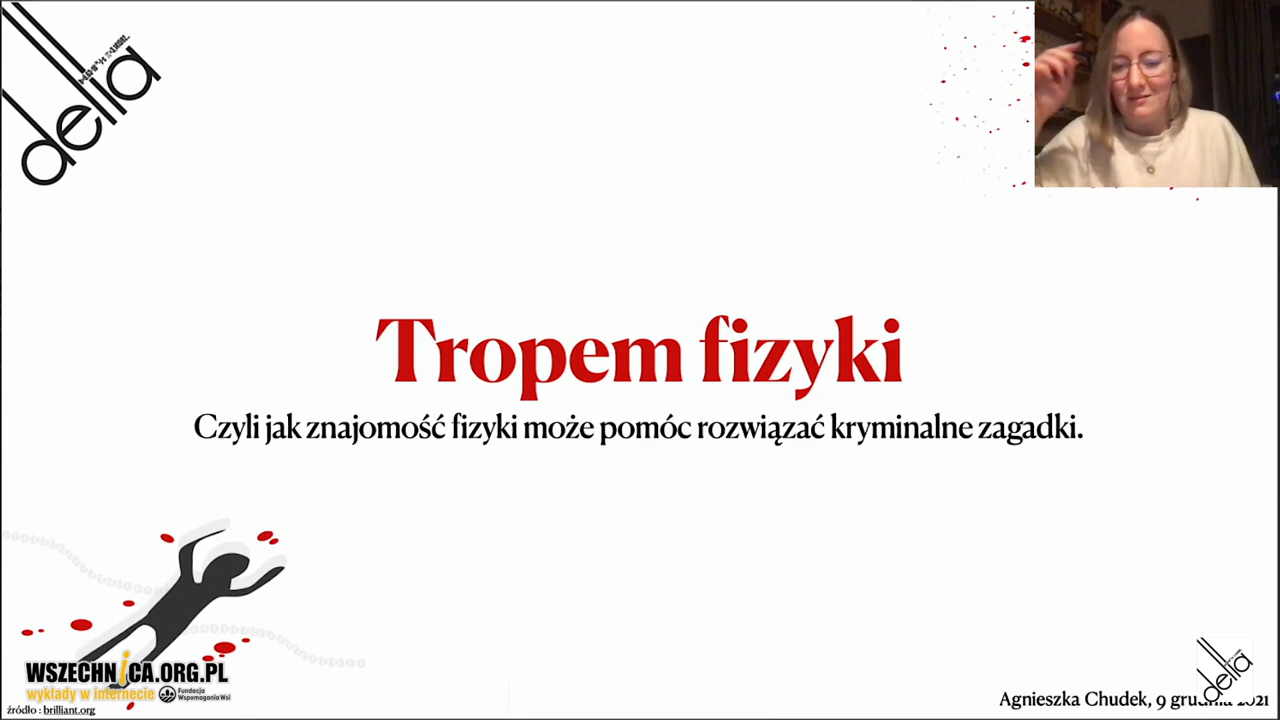 delta
Tropem fizyki
Czyli jak znajomość fizyki może pomóc rozwiązać kryminalne zagadki.
WSZECHNICA.ORG.PL
wykłady w internecie
Fundacja
Wspomagania Wsi
źródło : brilliant.org
delta
Agnieszka Chudek, 9 grudnia 2021